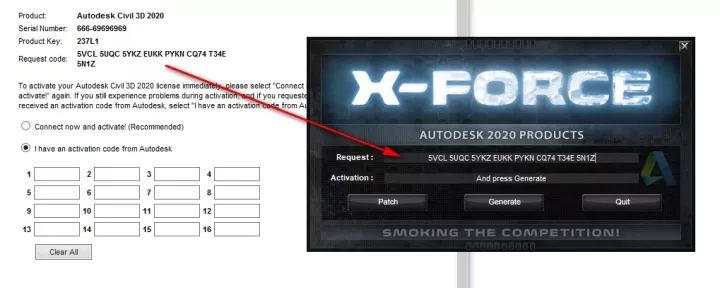 Product: Autodesk Civil 3D 2020
Serial Number: 666-69696969
Product Key: 237L1
Request code: 5VCL 5UQC 5YKZ EUKK PYKN CQ74 T34E
5N1Z
To activate your Autodesk Civil 3D 2020 license immediately, please select "Connect
activate!" again. If you still experience problems during activation, and if you requeste
received an activation code from Autodesk, select "I have an activation code from Au
Connect now and activate! (Recommended)
I have an activation code from Autodesk
1 2 3 4
5 6 7 8
9 10 11 12
13 14 15 16
Clear All
X-FORCE
AUTODESK 2020 PRODUCTS
Request : 5VCL 5UQC 5YKZ EUKK PYKN CQ74 T34E 5N1Z
Activation : And press Generate
Patch Generate Quit
SMOKING THE COMPETITION!